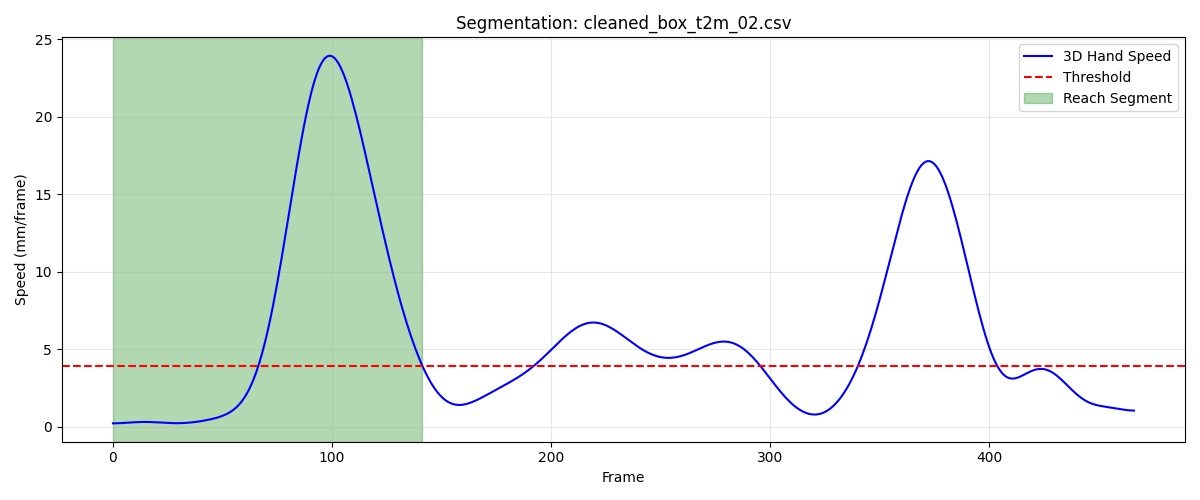 Segmentation: cleaned_box_t2m_02.csv
25
20
15
10
5
0
Speed (mm/frame)
3D Hand Speed
Threshold
Reach Segment
0 100 200 300 400
Frame